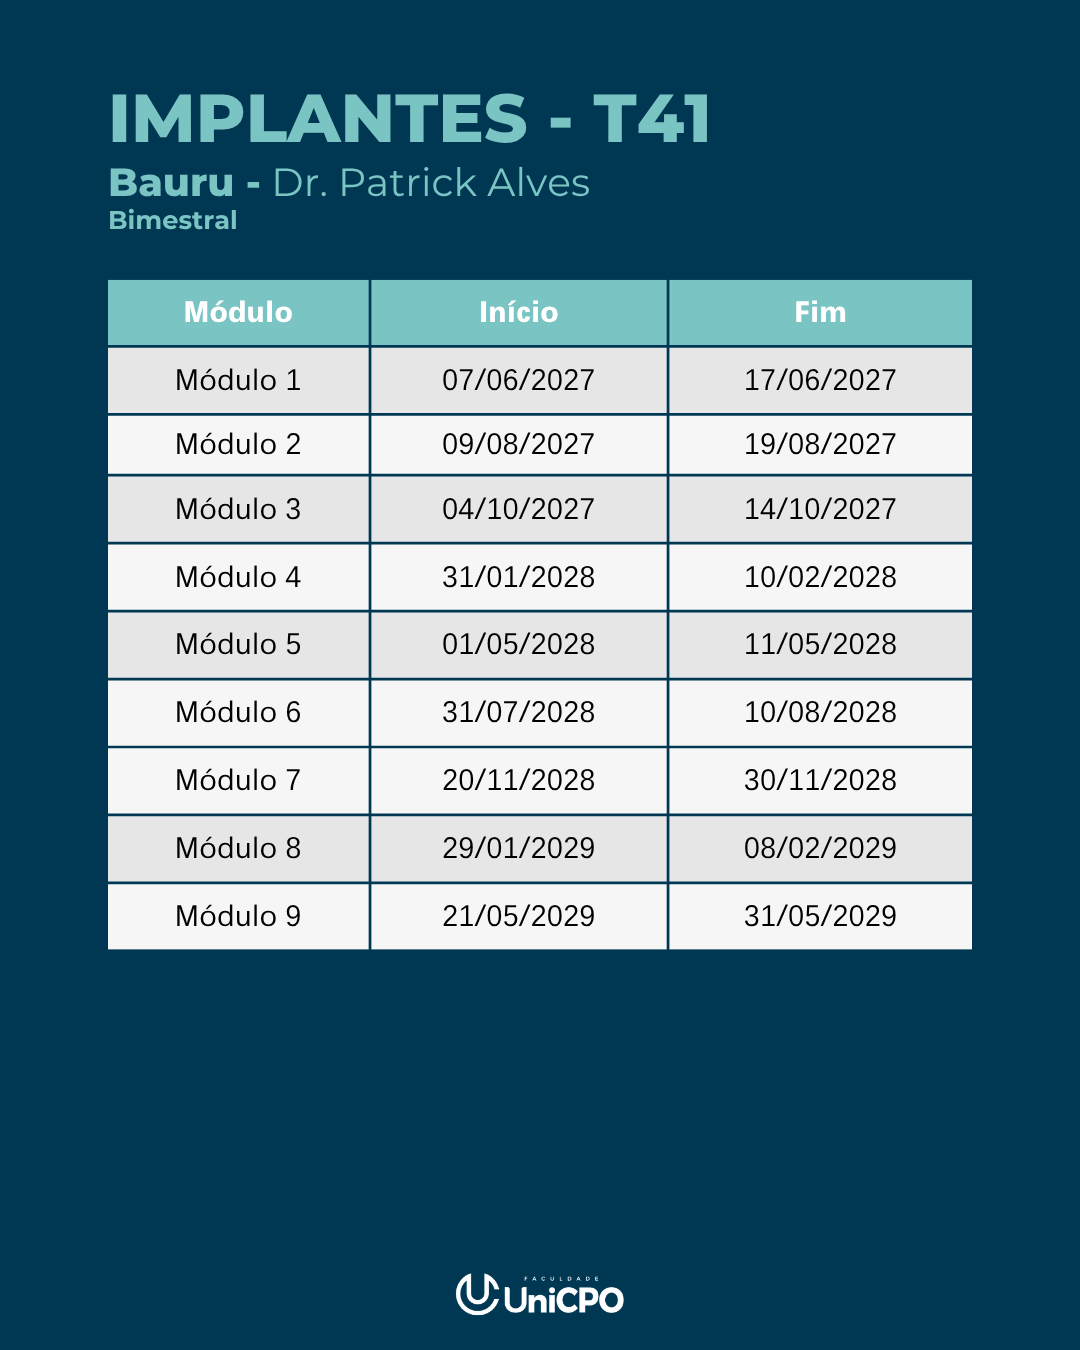 IMPLANTES - T41
Bauru - Dr. Patrick Alves
Bimestral
Módulo Início Fim
Módulo 1 07/06/2027 17/06/2027
Módulo 2 09/08/2027 19/08/2027
Módulo 3 04/10/2027 14/10/2027
Módulo 4 31/01/2028 10/02/2028
Módulo 5 01/05/2028 11/05/2028
Módulo 6 31/07/2028 10/08/2028
Módulo 7 20/11/2028 30/11/2028
Módulo 8 29/01/2029 08/02/2029
Módulo 9 21/05/2029 31/05/2029
FACULDADE
UniCPO